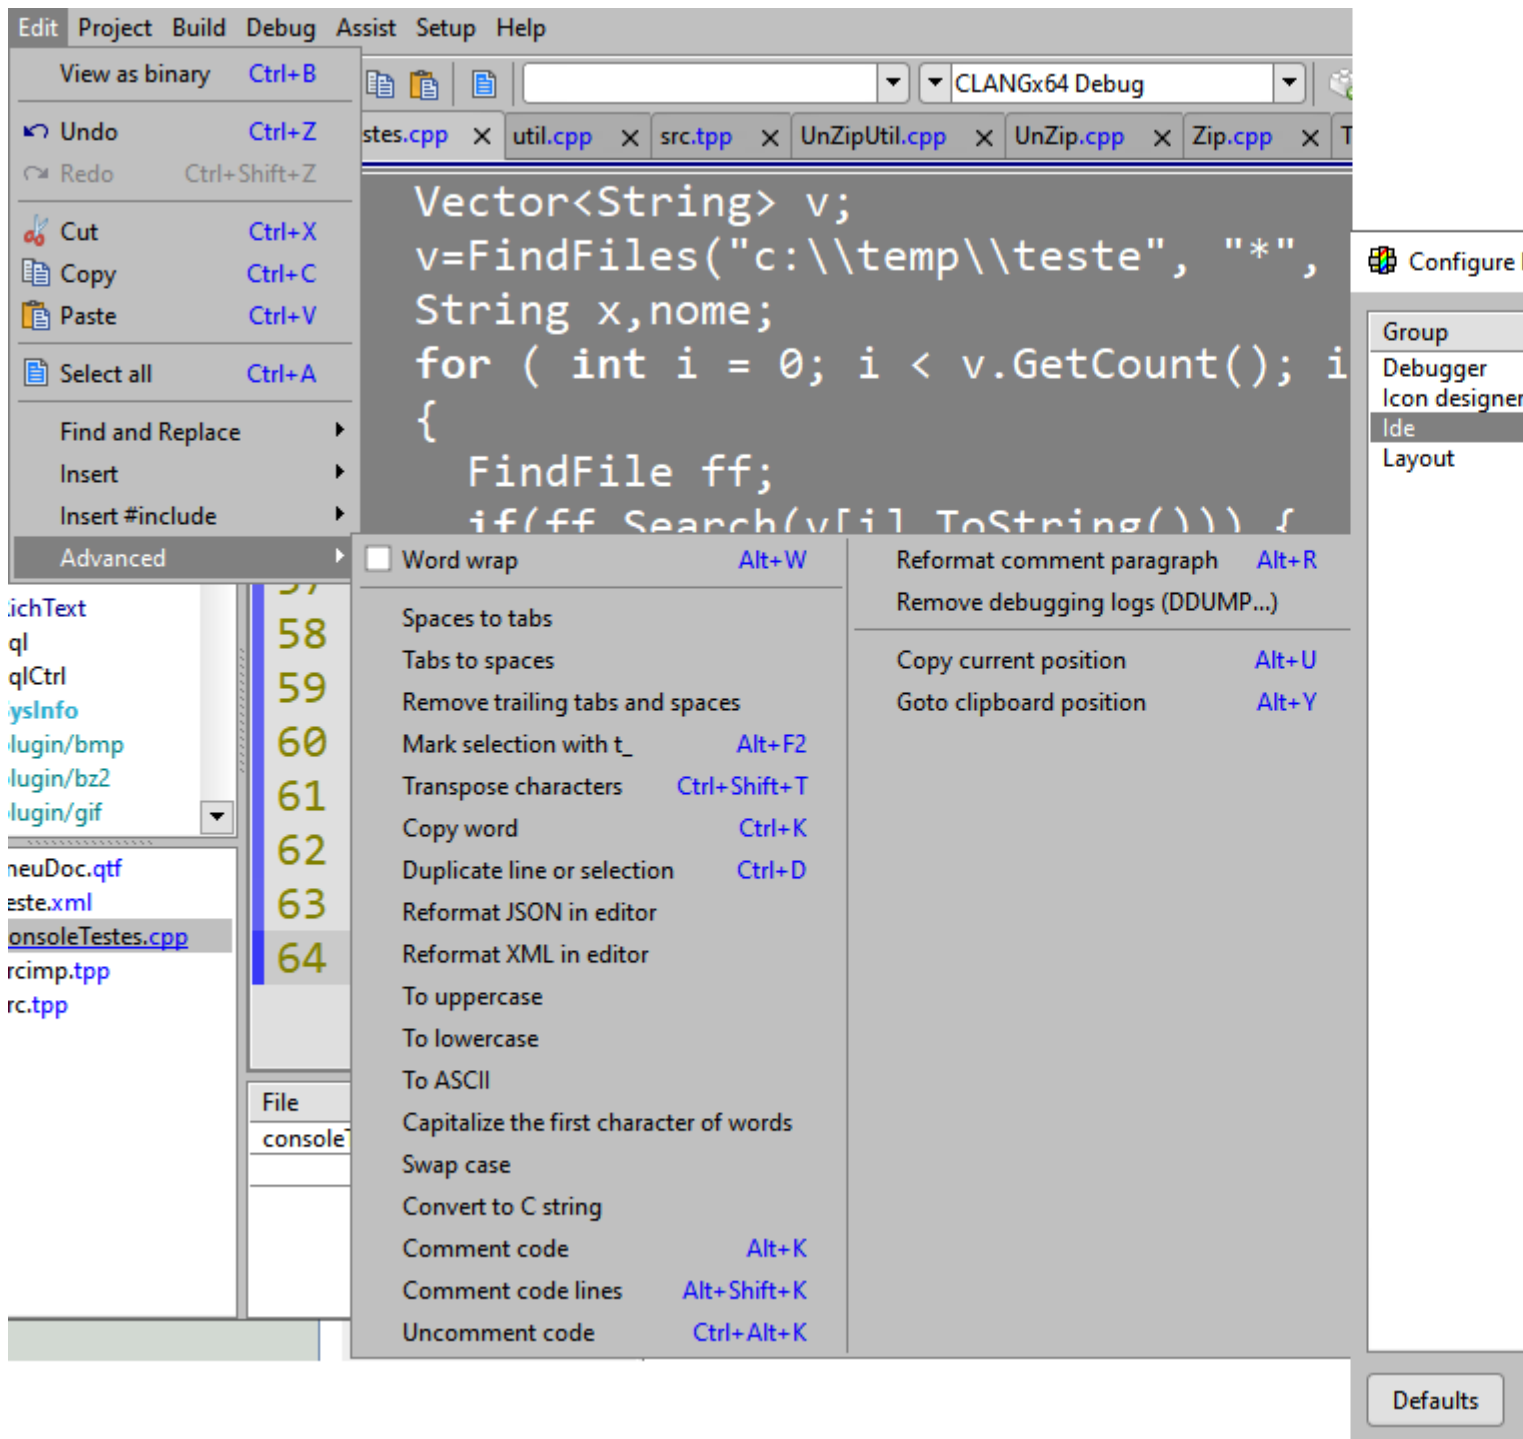 Edit Project Build Debug Assist Setup Help
View as binary Ctrl+B
CLANGx64 Debug
Undo Ctrl+Z
Redo Ctrl+Shift+Z
stes.cpp util.cpp src.tpp UnZipUtil.cpp UnZip.cpp Zip.cpp T
Cut Ctrl+X
Copy Ctrl+C
Paste Ctrl+V
Select all Ctrl+A
Find and Replace
Insert
Insert #include
Advanced
Vector<String> v;
v=FindFiles("c:\\temp\\teste", "*",
String x,nome;
for ( int i = 0; i < v.GetCount(); i
{
FindFile ff;
if(ff.Search(v[i].ToString())) {
Configure
Group
Debugger
Icon designer
Ide
Layout
Defaults
Word wrap Alt+W
Spaces to tabs
Tabs to spaces
Remove trailing tabs and spaces
Mark selection with t_ Alt+F2
Transpose characters Ctrl+Shift+T
Copy word Ctrl+K
Duplicate line or selection Ctrl+D
Reformat JSON in editor
Reformat XML in editor
To uppercase
To lowercase
To ASCII
Capitalize the first character of words
Swap case
Convert to C string
Comment code Alt+K
Comment code lines Alt+Shift+K
Uncomment code Ctrl+Alt+K
Reformat comment paragraph Alt+R
Remove debugging logs (DDUMP...)
Copy current position Alt+U
Goto clipboard position Alt+Y
ichText
ql
qlCtrl
ysInfo
lugin/bmp
lugin/bz2
lugin/gif
neuDoc.qtf
este.xml
onsoleTestes.cpp
rcimp.tpp
rc.tpp
57
58
59
60
61
62
63
64
File
console